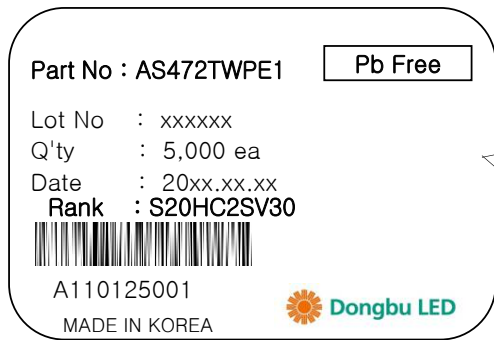 Part No : AS472TWPE1
Pb Free
Lot No : xxxxxx
Q'ty : 5,000 ea
Date : 20xx.xx.xx
Rank : S20HC2SV30
A110125001
MADE IN KOREA
Dongbu LED